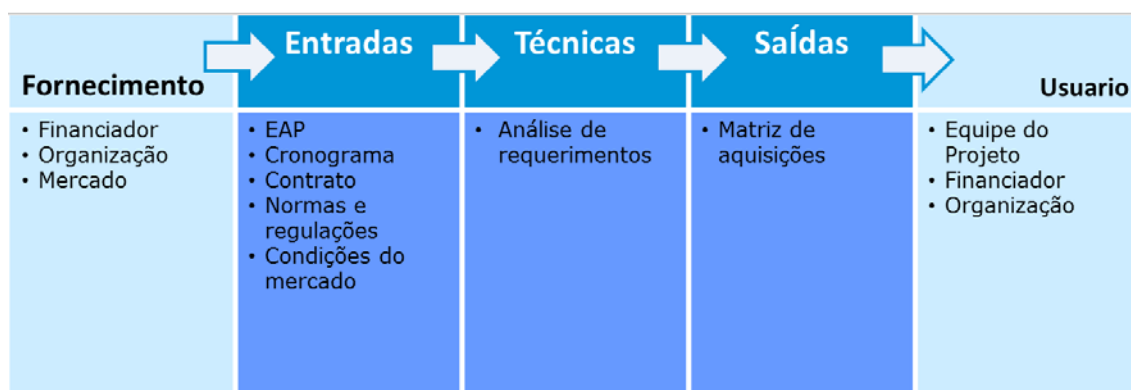 Fornecimento
Entradas
Técnicas
SaÍdas
Usuario
• Financiador
• Organização
• Mercado
• EAP
• Cronograma
• Contrato
• Normas e
regulações
• Condições do
mercado
• Análise de
requerimentos
• Matriz de
aquisições
• Equipe do
Projeto
• Financiador
• Organização